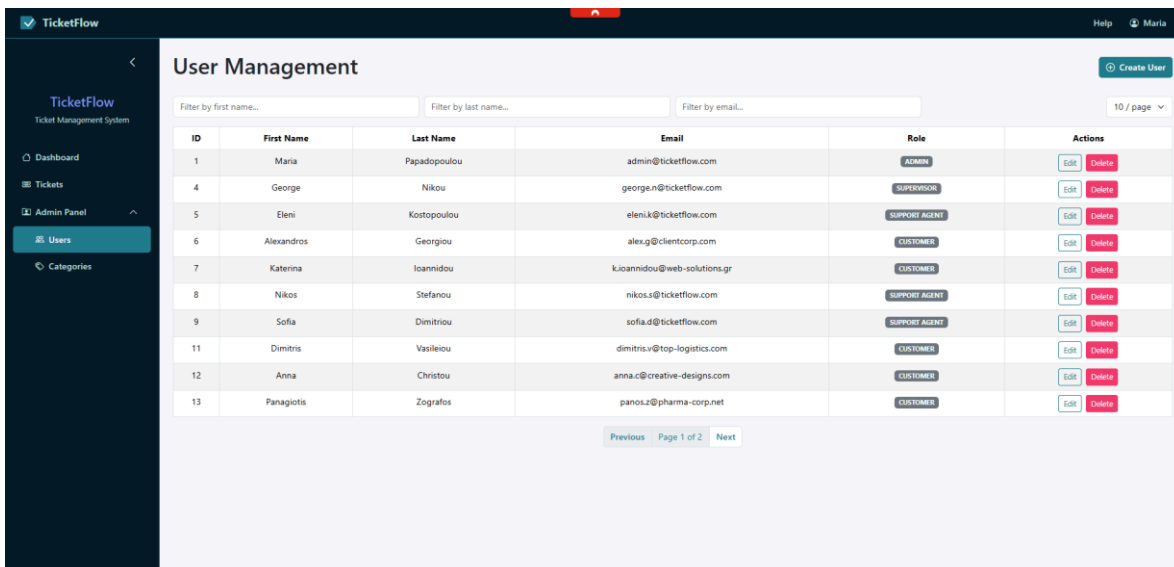 TicketFlow
Help Maria
TicketFlow
Ticket Management System
Dashboard
Tickets
Admin Panel
Users
Categories
User Management
Create User
Filter by first name... Filter by last name... Filter by email... 10 / page
ID First Name Last Name Email Role Actions
1 Maria Papadopoulou admin@ticketflow.com ADMIN Edit Delete
4 George Nikou george.n@ticketflow.com SUPERVISOR Edit Delete
5 Eleni Kostopoulou eleni.k@ticketflow.com SUPPORT AGENT Edit Delete
6 Alexandros Georgiou alex.g@clientcorp.com CUSTOMER Edit Delete
7 Katerina Ioannidou k.ioannidou@web-solutions.gr CUSTOMER Edit Delete
8 Nikos Stefanou nikos.s@ticketflow.com SUPPORT AGENT Edit Delete
9 Sofia Dimitriou sofia.d@ticketflow.com SUPPORT AGENT Edit Delete
11 Dimitris Vasileiou dimitris.v@top-logistics.com CUSTOMER Edit Delete
12 Anna Christou anna.c@creative-designs.com CUSTOMER Edit Delete
13 Panagiotis Zografos panos.z@pharma-corp.net CUSTOMER Edit Delete
Previous Page 1 of 2 Next